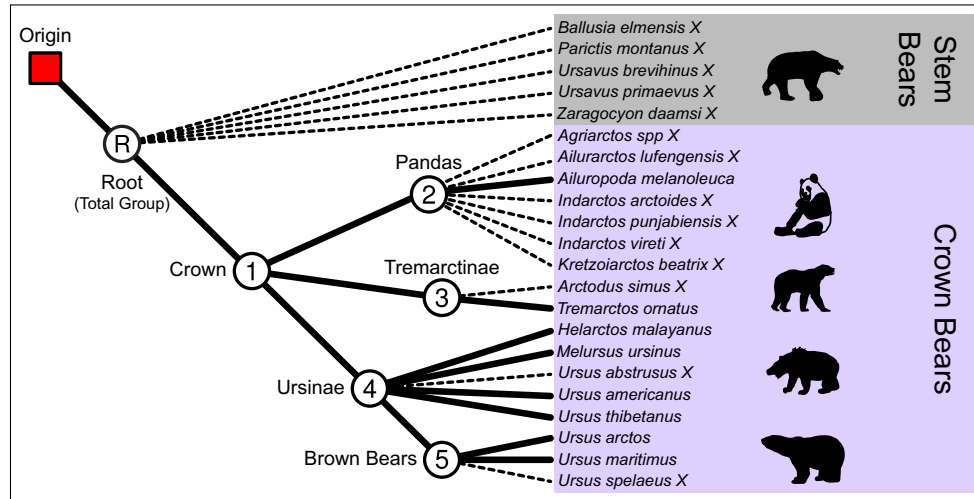 Origin
R
Root
(Total Group)
Crown
1
Pandas
2
Tremarctinae
3
Ursinae
4
Brown Bears
5
Ballusia elmensis X
Parictis montanus X
Ursavus brevihinus X
Ursavus primaevus X
Zaragocyon daamsi X
Agriarctos spp X
Ailurarctos lufengensis X
Ailuropoda melanoleuca
Indarctos arctoides X
Indarctos punjabiensis X
Indarctos vireti X
Kretzoiarctos beatrix X
Arctodus simus X
Tremarctos ornatus
Helarctos malayanus
Melursus ursinus
Ursus abstrusus X
Ursus americanus
Ursus thibetanus
Ursus arctos
Ursus maritimus
Ursus spelaeus X
Stem
Bears
Crown Bears